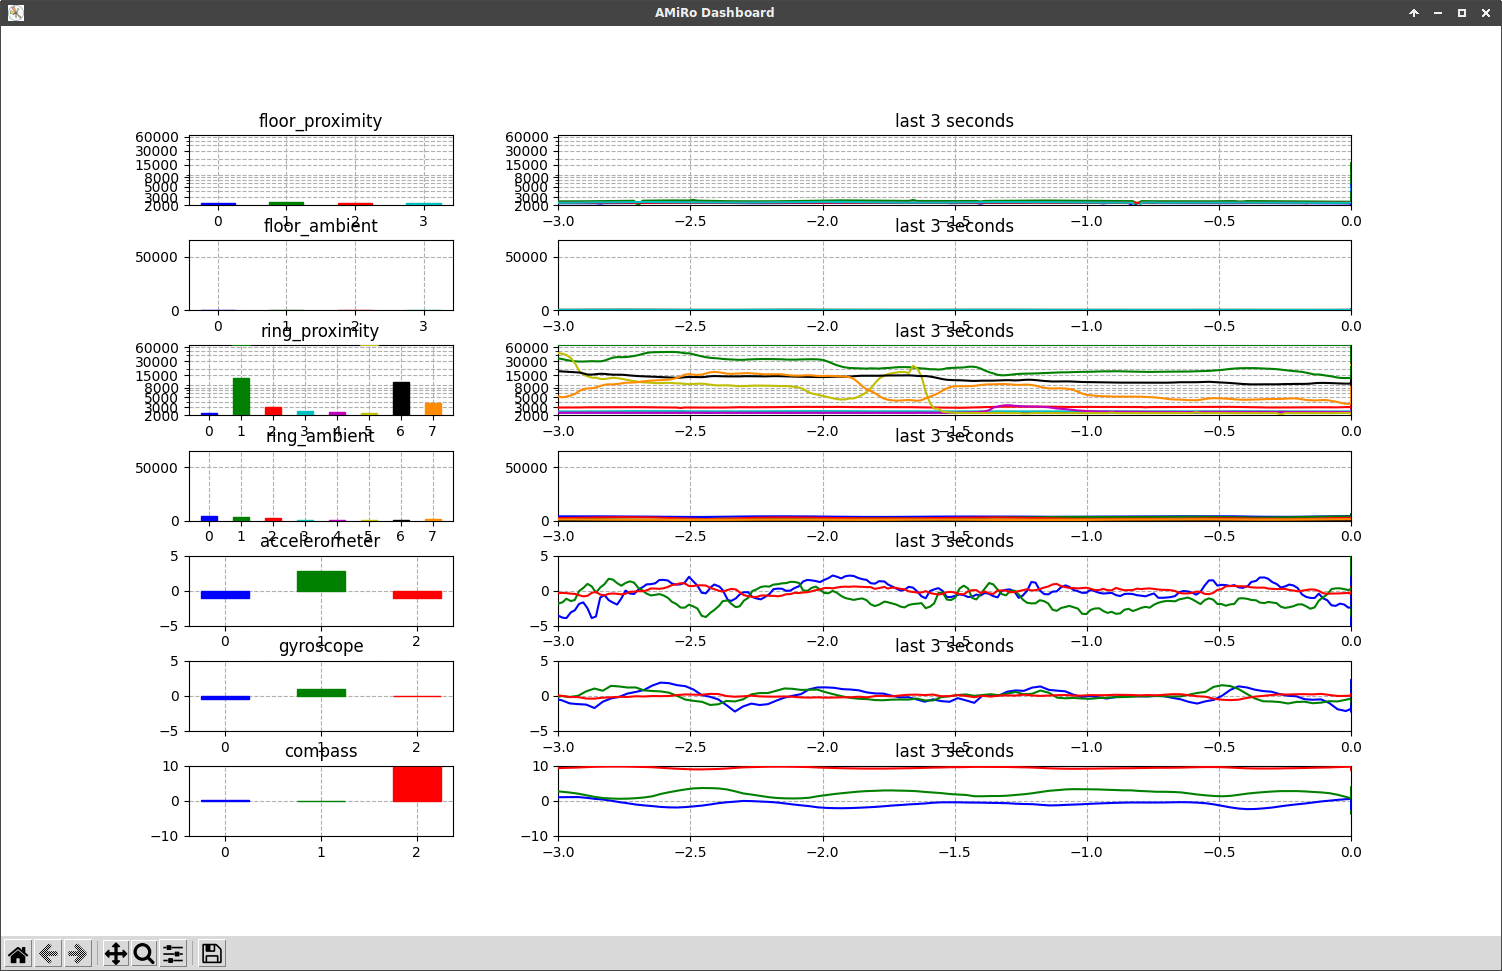 AMiRo Dashboard
floor_proximity last 3 seconds
60000 60000
30000 30000
15000 15000
8000 8000
5000 5000
3000 3000
2000 2000
0 1 2 3 −3.0 −2.5 −2.0 −1.5 −1.0 −0.5 0.0
floor_ambient last 3 seconds
50000 50000
0 0
0 1 2 3 −3.0 −2.5 −2.0 −1.5 −1.0 −0.5 0.0
ring_proximity last 3 seconds
60000 60000
30000 30000
15000 15000
8000 8000
5000 5000
3000 3000
2000 2000
0 1 2 3 4 5 6 7 −3.0 −2.5 −2.0 −1.5 −1.0 −0.5 0.0
ring_ambient last 3 seconds
50000 50000
0 0
0 1 2 3 4 5 6 7 −3.0 −2.5 −2.0 −1.5 −1.0 −0.5 0.0
accelerometer last 3 seconds
5 5
0 0
−5 −5
0 1 2 −3.0 −2.5 −2.0 −1.5 −1.0 −0.5 0.0
gyroscope last 3 seconds
5 5
0 0
−5 −5
0 1 2 −3.0 −2.5 −2.0 −1.5 −1.0 −0.5 0.0
compass last 3 seconds
10 10
0 0
−10 −10
0 1 2 −3.0 −2.5 −2.0 −1.5 −1.0 −0.5 0.0